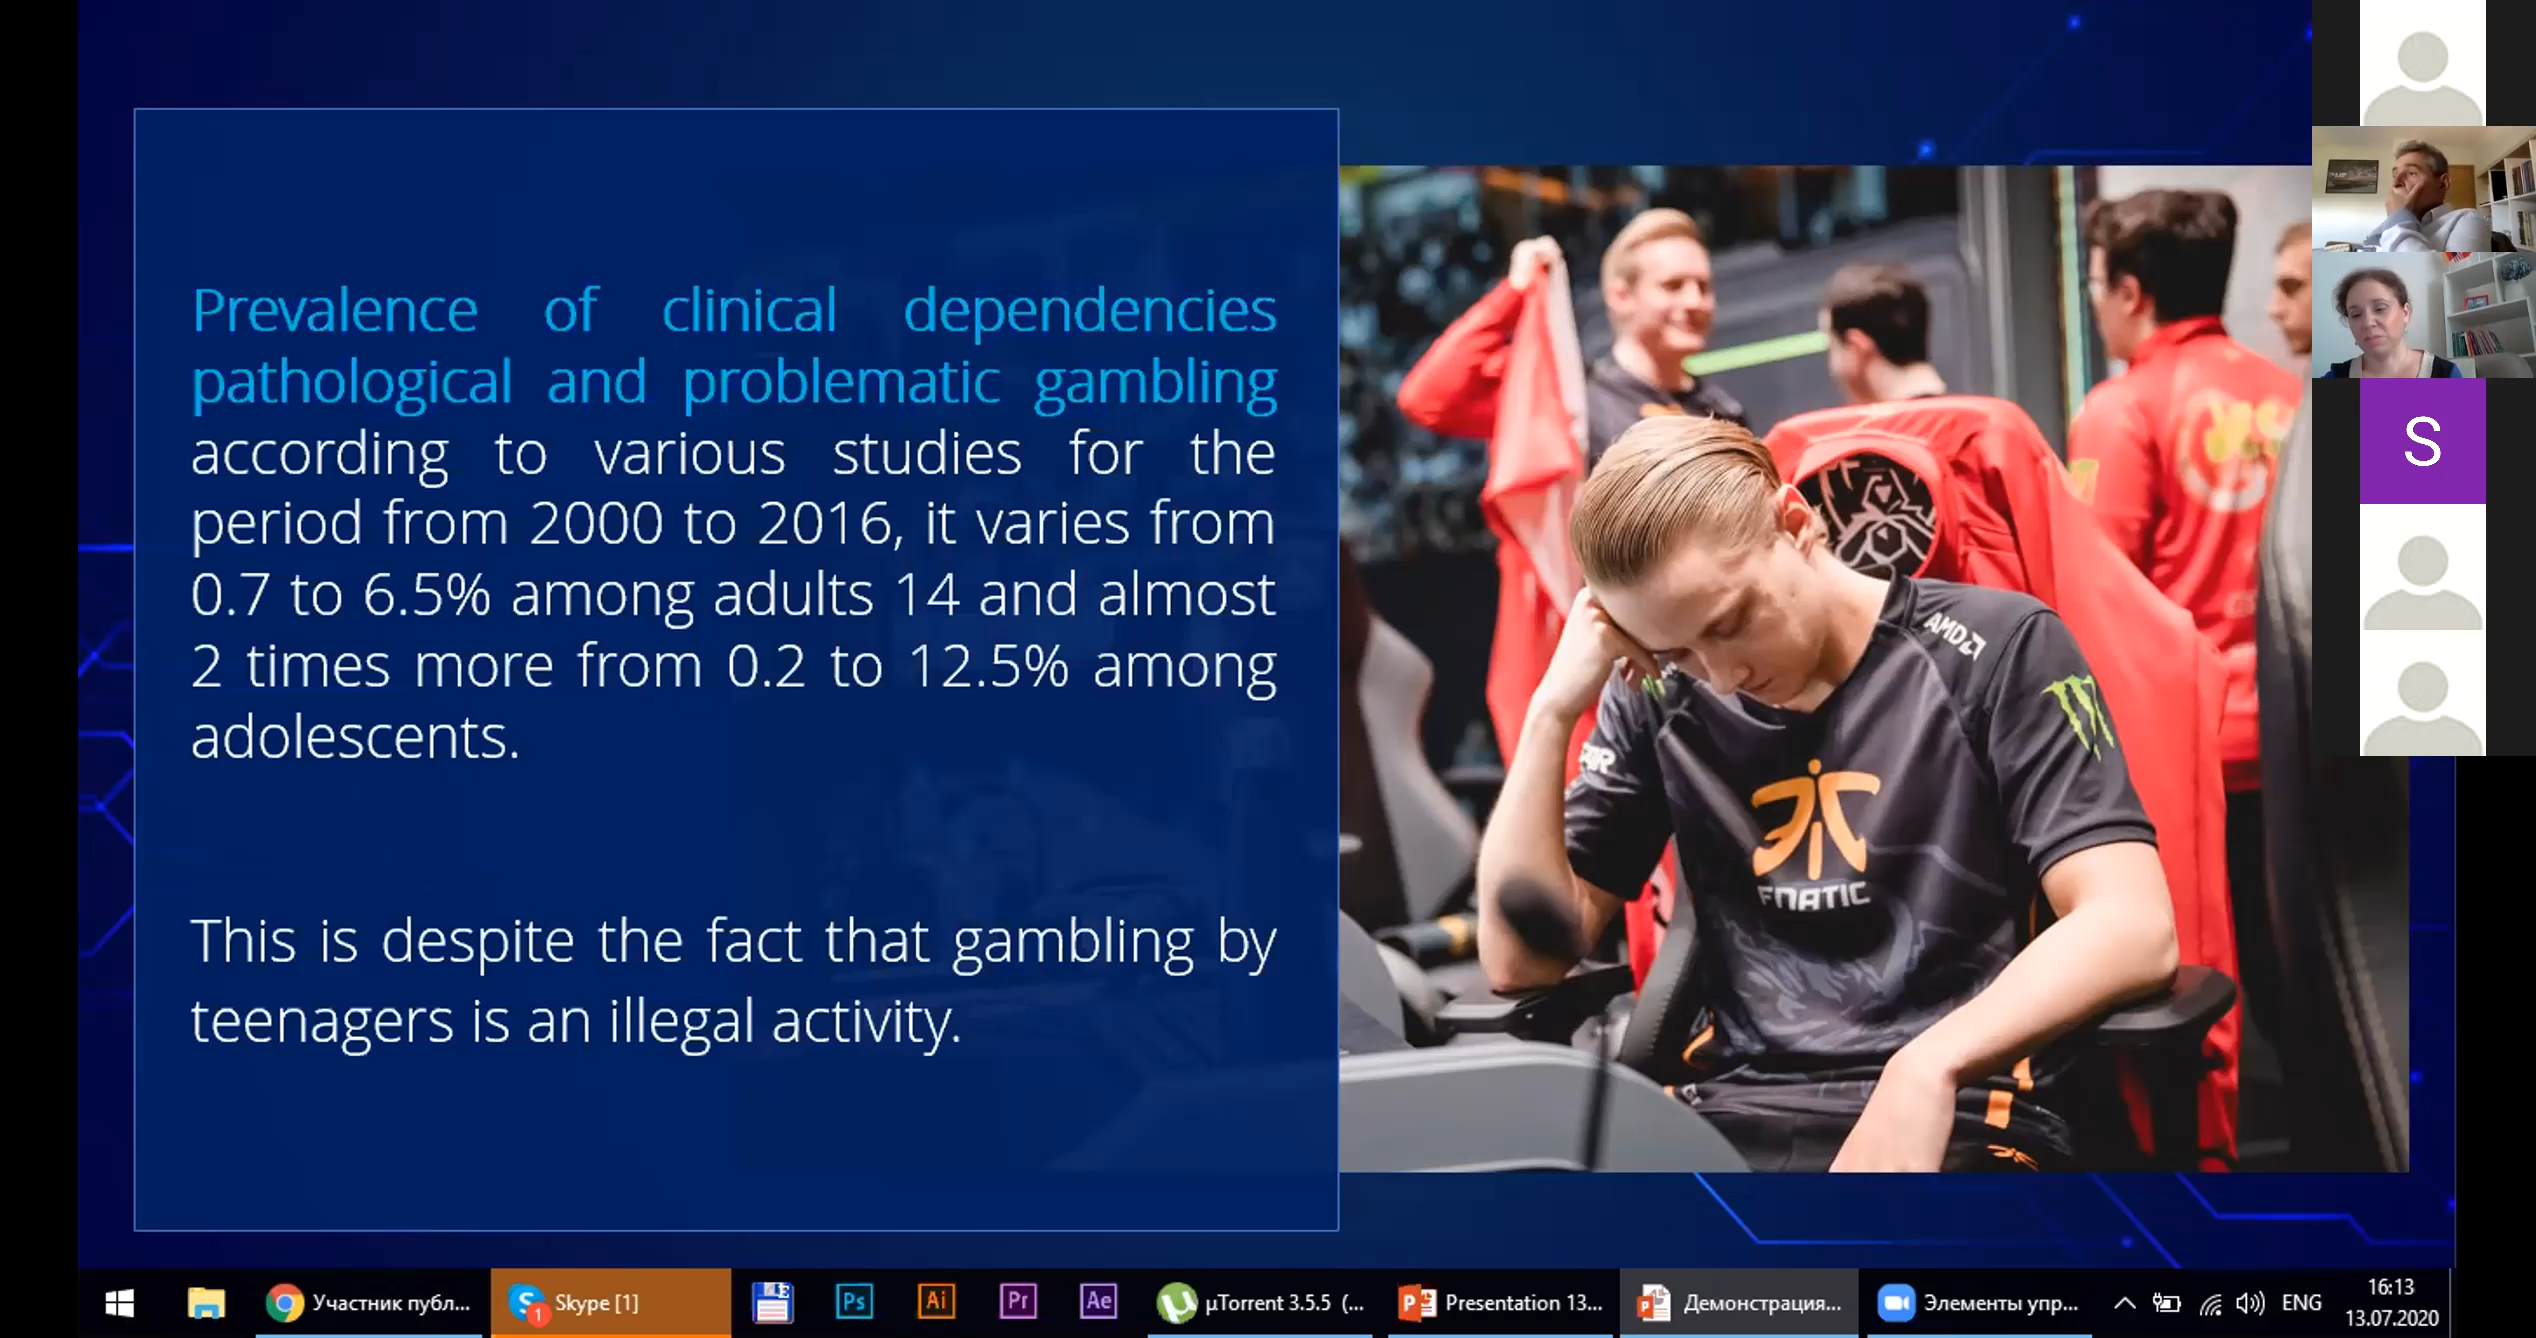 Prevalence of clinical dependencies
pathological and problematic gambling
according to various studies for the
period from 2000 to 2016, it varies from
0.7 to 6.5% among adults 14 and almost
2 times more from 0.2 to 12.5% among
adolescents.
This is despite the fact that gambling by
teenagers is an illegal activity.
AMD
FNATIC
S
Участник публ...
1
Skype [1]
Ps
Ai
Pr
Ae
µTorrent 3.5.5 (...
Presentation 13...
Демонстрация...
Элементы упр...
ENG
16:13
13.07.2020